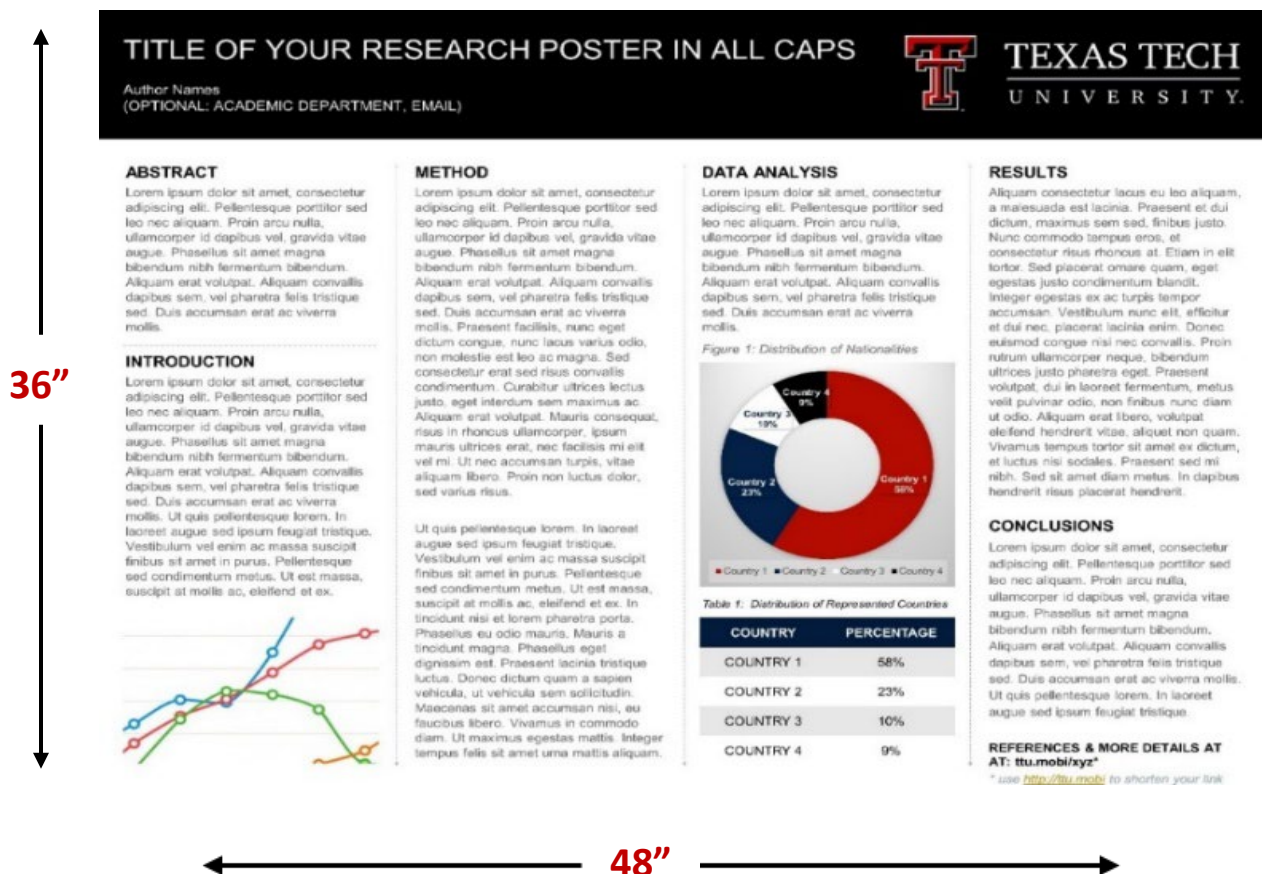 TITLE OF YOUR RESEARCH POSTER IN ALL CAPS
Author Names
(OPTIONAL: ACADEMIC DEPARTMENT, EMAIL)
TEXAS TECH
UNIVERSITY.
36”
ABSTRACT
Lorem ipsum dolor sit amet, consectetur
adipiscing elit. Pellentesque porttitor sed
leo nec aliquam. Proin arcu nulla,
ullamcorper id dapibus vel, gravida vitae
augue. Phasellus sit amet magna
bibendum nibh fermentum bibendum.
Aliquam erat volutpat. Aliquam convallis
dapibus sem, vel pharetra felis tristique
sed. Duis accumsan erat ac viverra
mollis.
INTRODUCTION
Lorem ipsum dolor sit amet, consectetur
adipiscing elit. Pellentesque porttitor sed
leo nec aliquam. Proin arcu nulla,
ullamcorper id dapibus vel, gravida vitae
augue. Phasellus sit amet magna
bibendum nibh fermentum bibendum.
Aliquam erat volutpat. Aliquam convallis
dapibus sem, vel pharetra felis tristique
sed. Duis accumsan erat ac viverra
mollis. Ut quis pellentesque lorem. In
laoreet augue sed ipsum feugiat tristique.
Vestibulum vel enim ac massa suscipit
finibus sit amet in purus. Pellentesque
sed condimentum metus. Ut est massa,
suscipit at mollis ac, eleifend et ex.
METHOD
Lorem ipsum dolor sit amet, consectetur
adipiscing elit. Pellentesque porttitor sed
leo nec aliquam. Proin arcu nulla,
ullamcorper id dapibus vel, gravida vitae
augue. Phasellus sit amet magna
bibendum nibh fermentum bibendum.
Aliquam erat volutpat. Aliquam convallis
dapibus sem, vel pharetra felis tristique
sed. Duis accumsan erat ac viverra
mollis. Praesent facilisis, nunc eget
dictum congue, nunc lacus varius odio,
non molestie est leo ac magna. Sed
consectetur erat sed risus convallis
condimentum. Curabitur ultrices lectus
justo, eget interdum sem maximus ac.
Aliquam erat volutpat. Mauris consequat,
risus in rhoncus ullamcorper, ipsum
mauris ultrices erat, nec facilisis mi elit
vel mi. Ut nec accumsan turpis, vitae
aliquam libero. Proin non luctus dolor,
sed varius risus.
Ut quis pellentesque lorem. In laoreet
augue sed ipsum feugiat tristique.
Vestibulum vel enim ac massa suscipit
finibus sit amet in purus. Pellentesque
sed condimentum metus. Ut est massa,
suscipit at mollis ac, eleifend et ex. In
tincidunt nisi et lorem pharetra porta.
Phasellus eu odio mauris. Mauris a
tincidunt magna. Phasellus eget
dignissim est. Praesent lacinia tristique
luctus. Donec dictum quam a sapien
vehicula, ut vehicula sem sollicitudin.
Maecenas sit amet accumsan nisi, eu
faucibus libero. Vivamus in commodo
diam. Ut maximus egestas mattis. Integer
tempus felis sit amet urna mattis aliquam.
DATA ANALYSIS
Lorem ipsum dolor sit amet, consectetur
adipiscing elit. Pellentesque porttitor sed
leo nec aliquam. Proin arcu nulla,
ullamcorper id dapibus vel, gravida vitae
augue. Phasellus sit amet magna
bibendum nibh fermentum bibendum.
Aliquam erat volutpat. Aliquam convallis
dapibus sem, vel pharetra felis tristique
sed. Duis accumsan erat ac viverra
mollis.
Figure 1: Distribution of Nationalities
Country 4
9%
Country 3
10%
Country 2
23%
Country 1
58%
Country 1 Country 2 Country 3 Country 4
Table 1: Distribution of Represented Countries
COUNTRY PERCENTAGE
COUNTRY 1 58%
COUNTRY 2 23%
COUNTRY 3 10%
COUNTRY 4 9%
RESULTS
Aliquam consectetur lacus eu leo aliquam,
a malesuada est lacinia. Praesent et dui
dictum, maximus sem sed, finibus justo.
Nunc commodo tempus eros, et
consectetur risus rhoncus at. Etiam in elit
tortor. Sed placerat ornare quam, eget
egestas justo condimentum blandit.
Integer egestas ex ac turpis tempor
accumsan. Vestibulum nunc elit, efficitur
et dui nec, placerat lacinia enim. Donec
euismod congue nisi nec convallis. Proin
rutrum ullamcorper neque, bibendum
ultrices justo pharetra eget. Praesent
volutpat, dui in laoreet fermentum, metus
velit pulvinar odio, non finibus nunc diam
ut odio. Aliquam erat libero, volutpat
eleifend hendrerit vitae, aliquet non quam.
Vivamus tempus tortor sit amet ex dictum,
et luctus nisi sodales. Praesent sed mi
nibh. Sed sit amet diam metus. In dapibus
hendrerit risus placerat hendrerit.
CONCLUSIONS
Lorem ipsum dolor sit amet, consectetur
adipiscing elit. Pellentesque porttitor sed
leo nec aliquam. Proin arcu nulla,
ullamcorper id dapibus vel, gravida vitae
augue. Phasellus sit amet magna
bibendum nibh fermentum bibendum.
Aliquam erat volutpat. Aliquam convallis
dapibus sem, vel pharetra felis tristique
sed. Duis accumsan erat ac viverra mollis.
Ut quis pellentesque lorem. In laoreet
augue sed ipsum feugiat tristique.
REFERENCES & MORE DETAILS AT
AT: ttu.mobi/xyz*
* use http://ttu.mobi to shorten your link
48”